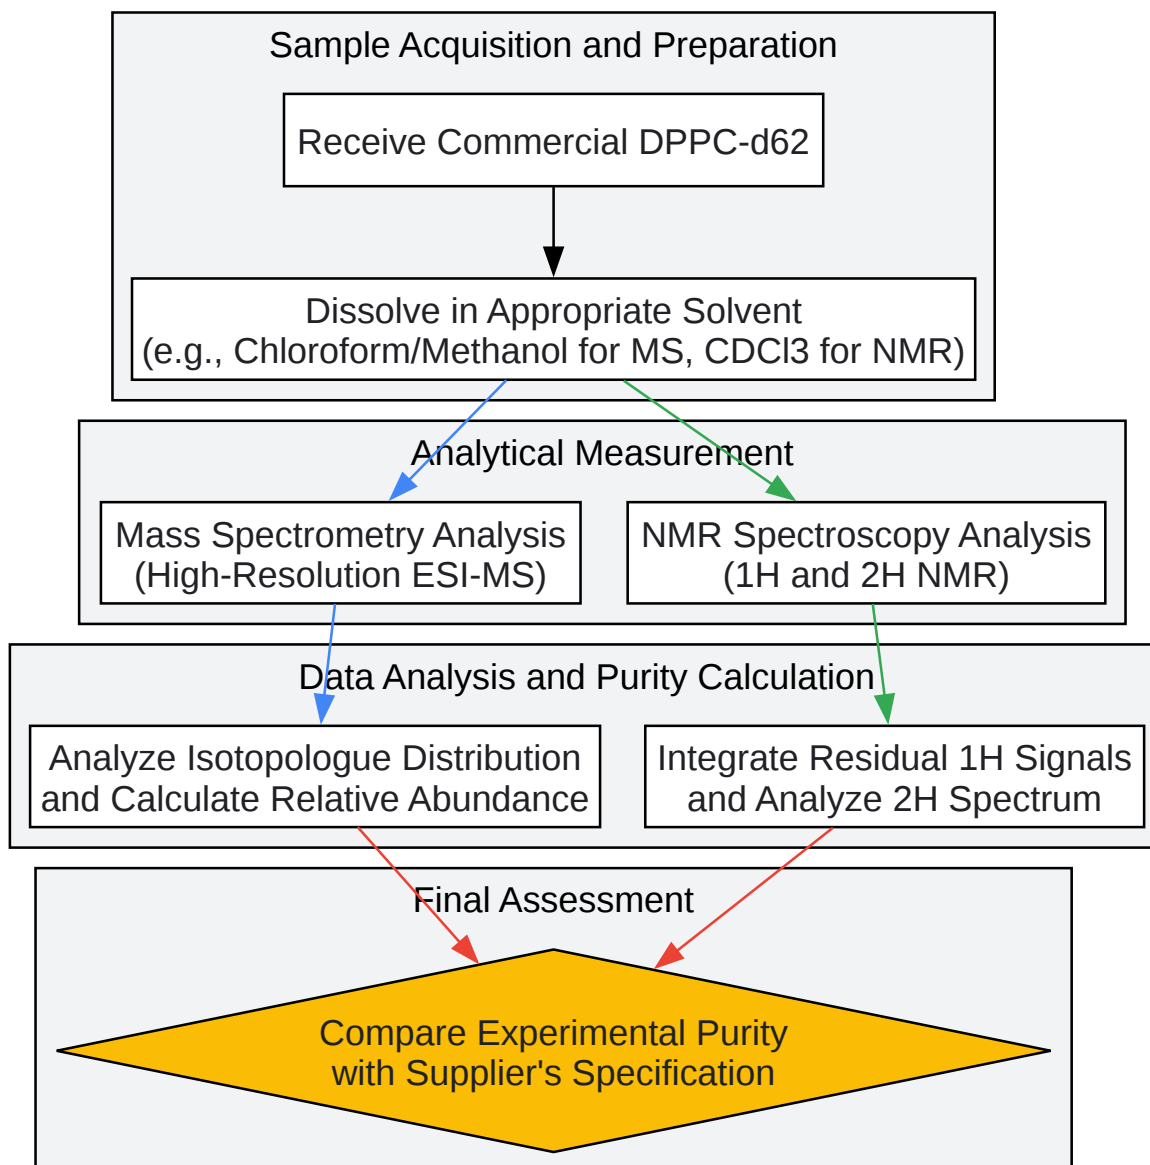 Sample Acquisition and Preparation
Receive Commercial DPPC-d62
Dissolve in Appropriate Solvent
(e.g., Chloroform/Methanol for MS, CDCl3 for NMR)
Analytical Measurement
Mass Spectrometry Analysis
(High-Resolution ESI-MS)
NMR Spectroscopy Analysis
(1H and 2H NMR)
Data Analysis and Purity Calculation
Analyze Isotopologue Distribution
and Calculate Relative Abundance
Integrate Residual 1H Signals
and Analyze 2H Spectrum
Final Assessment
Compare Experimental Purity
with Supplier's Specification